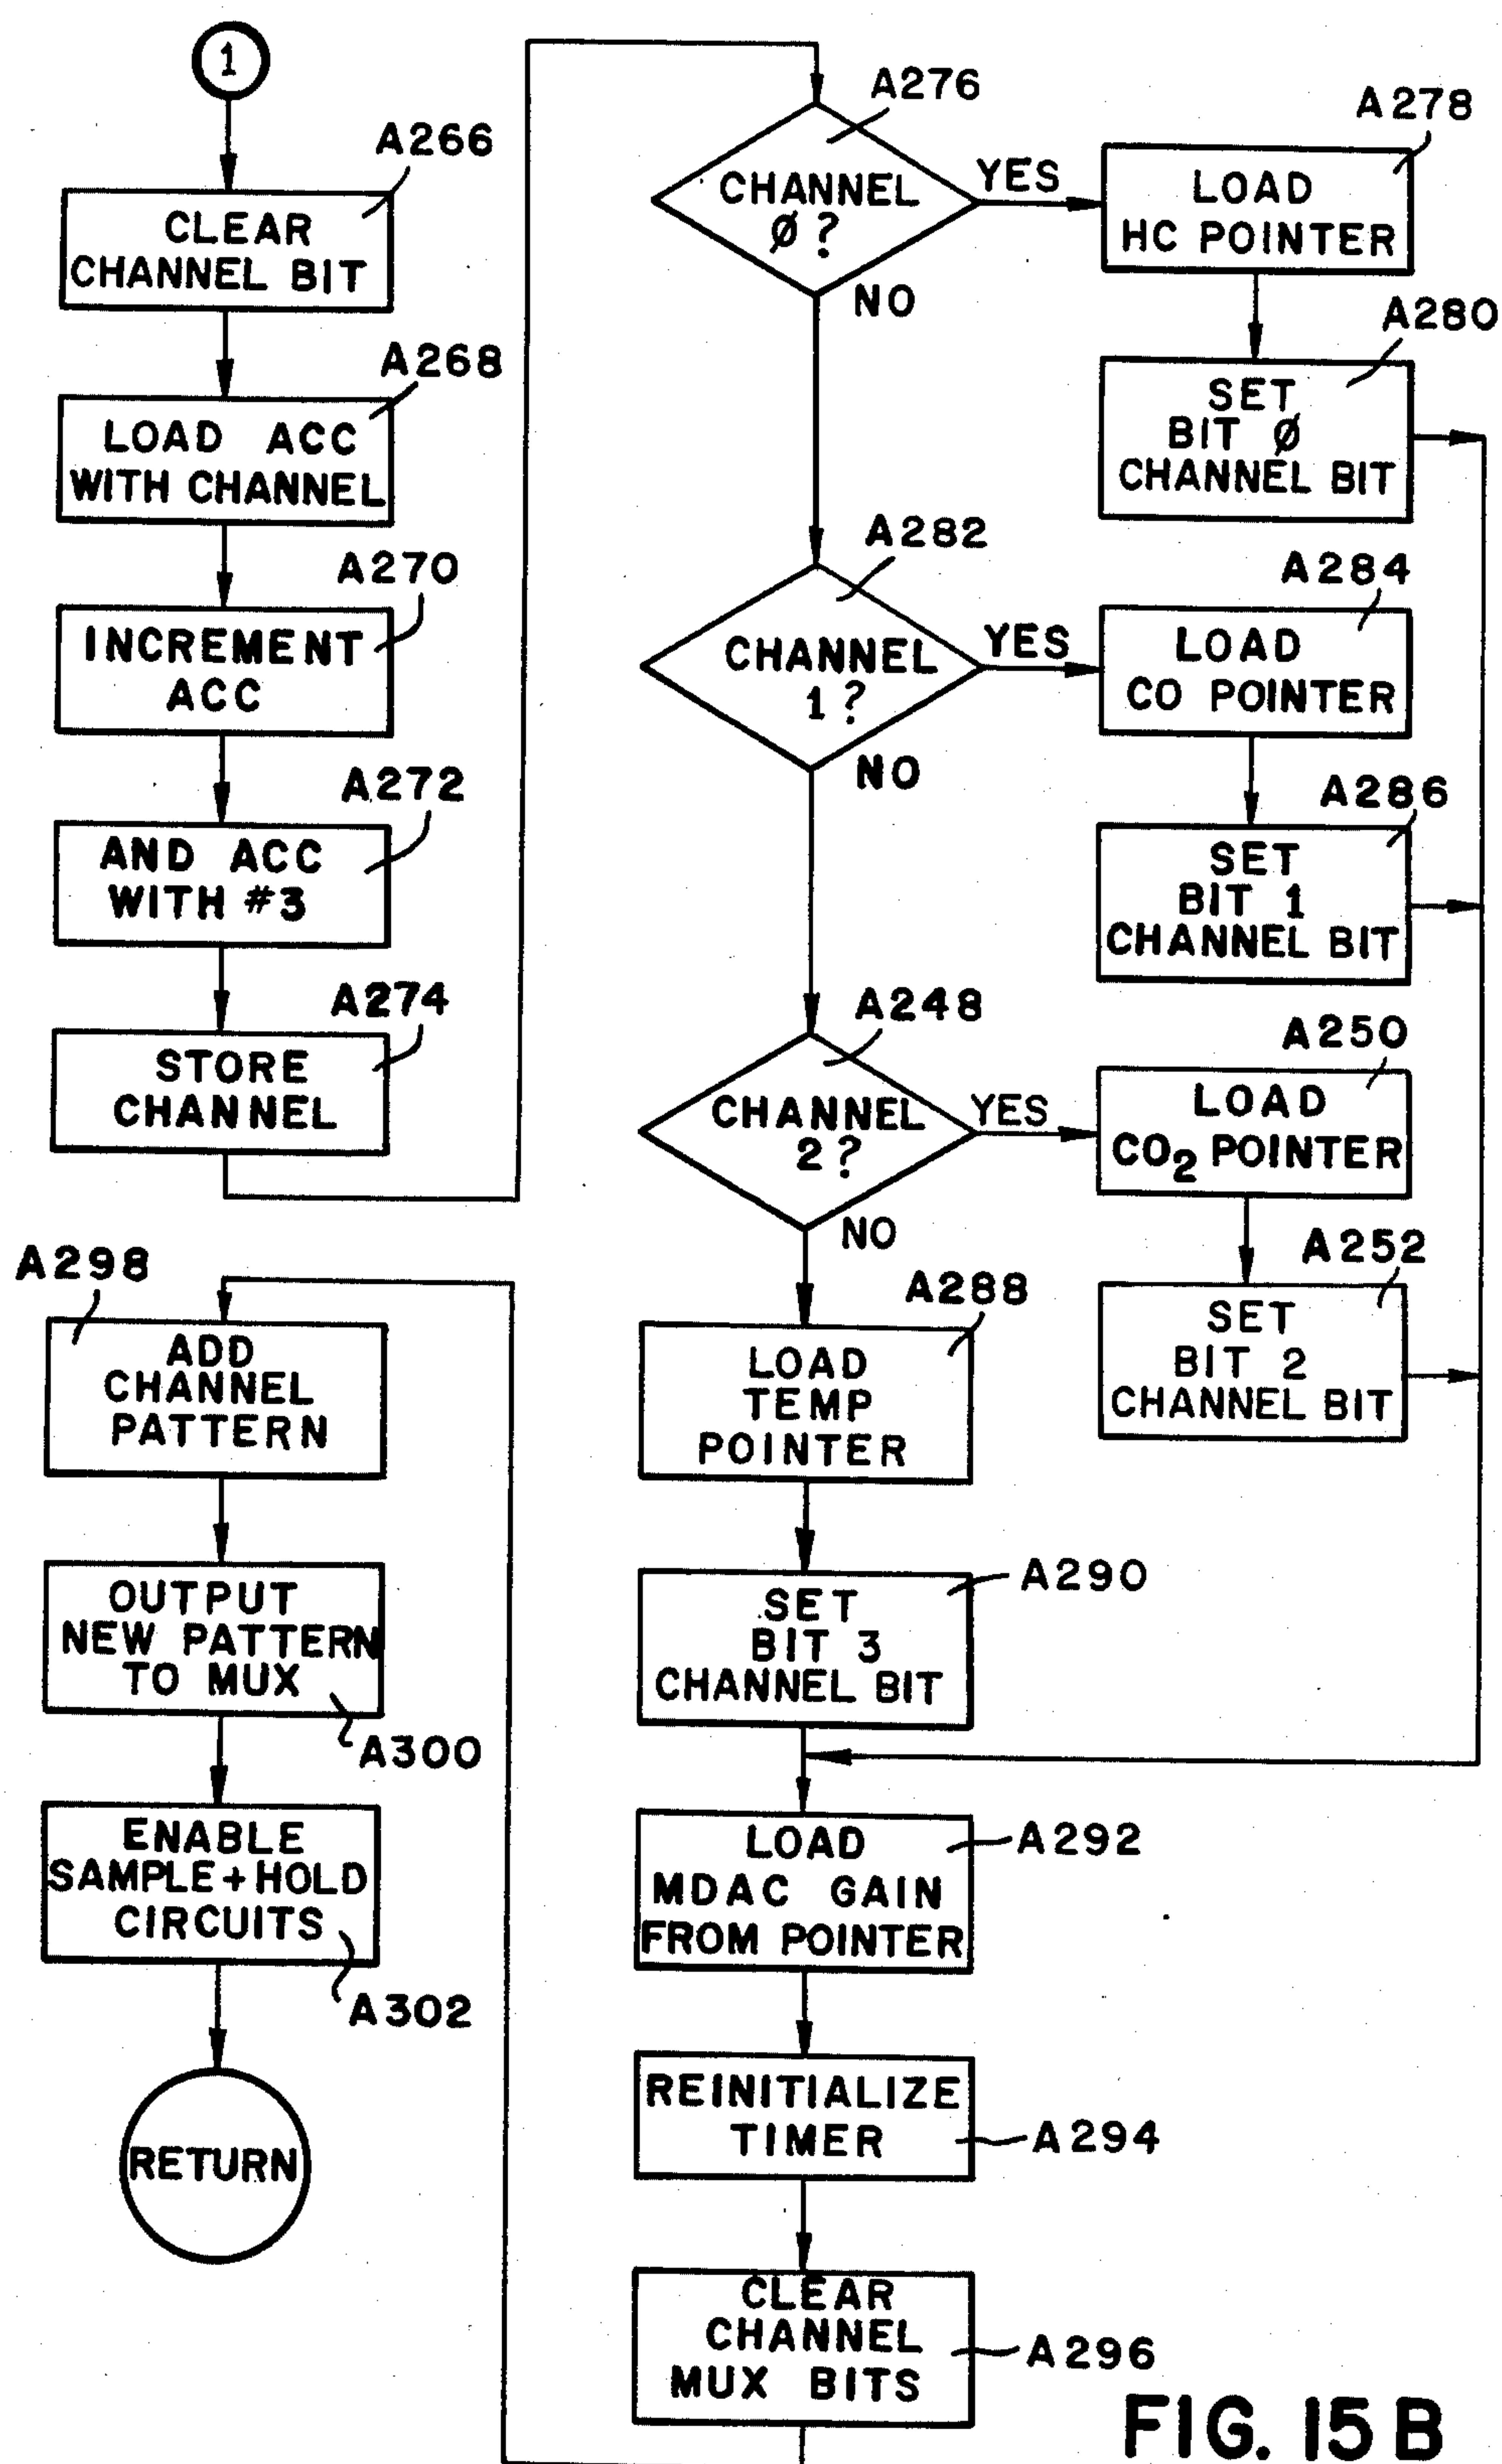 1
A266
CLEAR
CHANNEL BIT
A268
LOAD ACC
WITH CHANNEL
A270
INCREMENT
ACC
A272
AND ACC
WITH #3
A274
STORE
CHANNEL
A276
CHANNEL
Ø?
YES
NO
A278
LOAD
HC POINTER
A280
SET
BIT Ø
CHANNEL BIT
A282
CHANNEL
1?
YES
NO
A284
LOAD
CO POINTER
A286
SET
BIT 1
CHANNEL BIT
A248
CHANNEL
2?
YES
NO
A250
LOAD
CO₂ POINTER
A252
SET
BIT 2
CHANNEL BIT
A288
LOAD
TEMP
POINTER
A290
SET
BIT 3
CHANNEL BIT
A292
LOAD
MDAC GAIN
FROM POINTER
A294
REINITIALIZE
TIMER
A296
CLEAR
CHANNEL
MUX BITS
A298
ADD
CHANNEL
PATTERN
OUTPUT
NEW PATTERN
TO MUX
A300
ENABLE
SAMPLE+HOLD
CIRCUITS
A302
RETURN
FIG. 15B